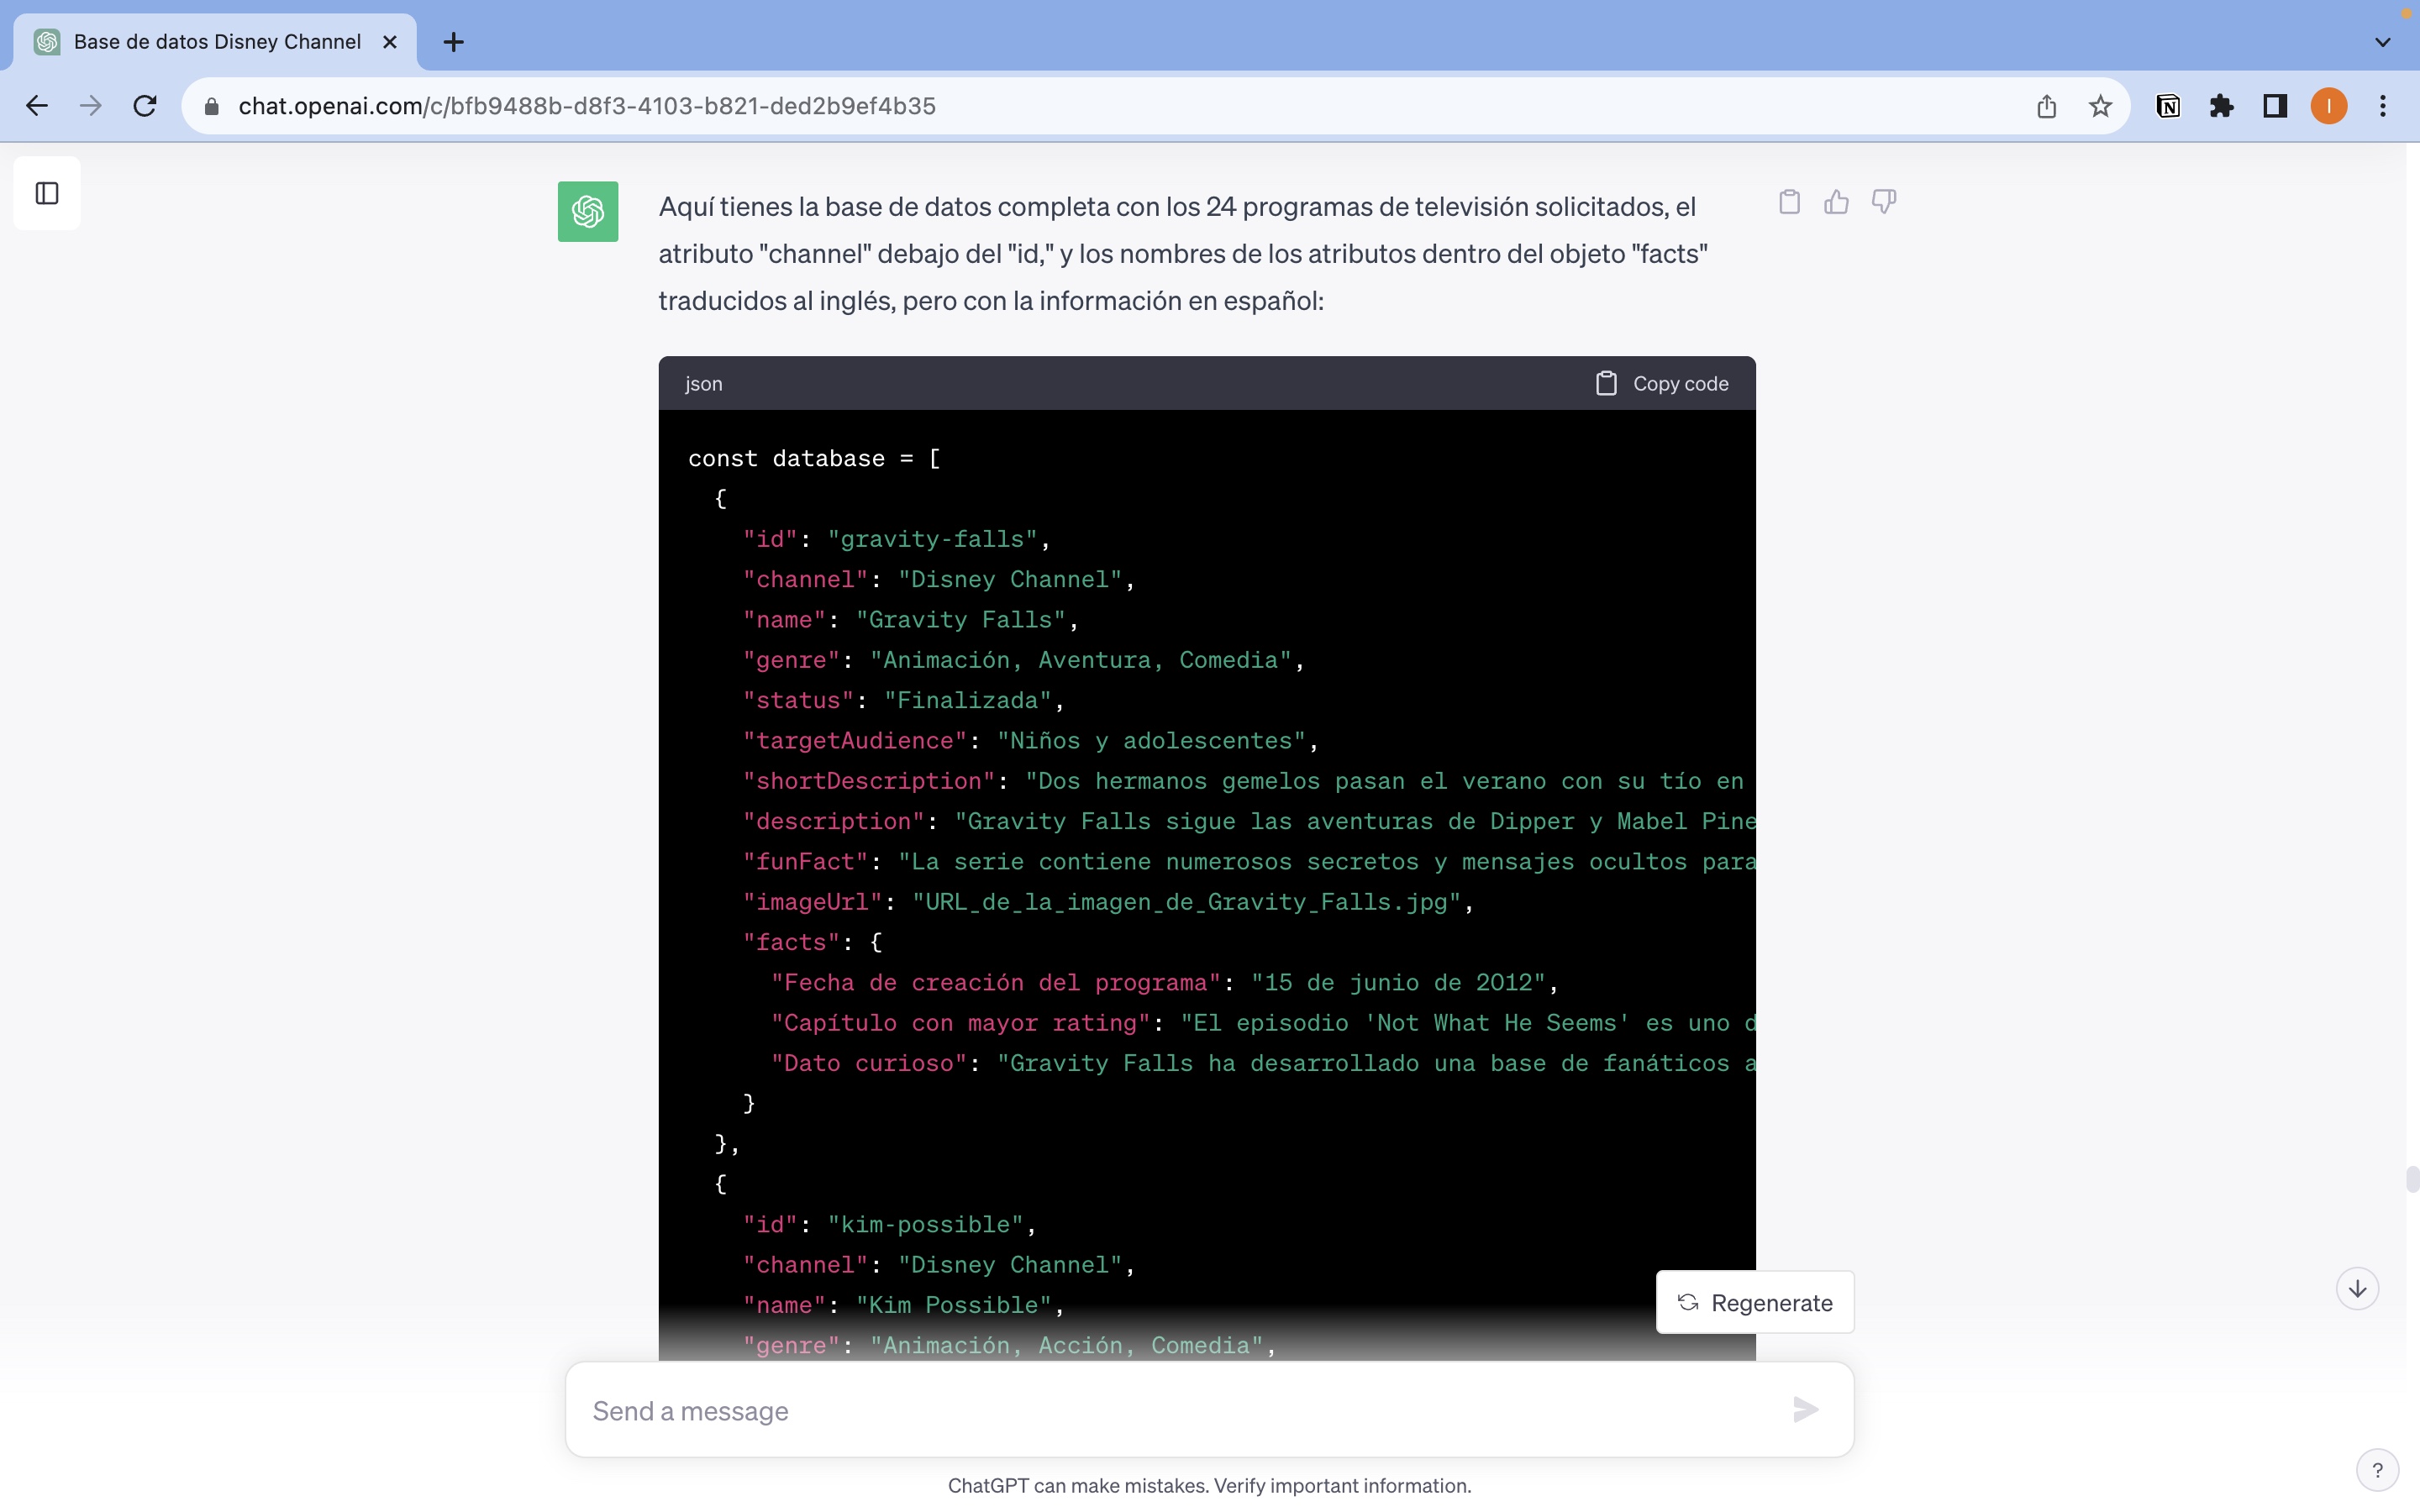 Base de datos Disney Channel
chat.openai.com/c/bfb9488b-d8f3-4103-b821-ded2b9ef4b35
I
Aquí tienes la base de datos completa con los 24 programas de televisión solicitados, el
atributo "channel" debajo del "id," y los nombres de los atributos dentro del objeto "facts"
traducidos al inglés, pero con la información en español:
json
Copy code
const database = [
{
"id": "gravity-falls",
"channel": "Disney Channel",
"name": "Gravity Falls",
"genre": "Animación, Aventura, Comedia",
"status": "Finalizada",
"targetAudience": "Niños y adolescentes",
"shortDescription": "Dos hermanos gemelos pasan el verano con su tío en
"description": "Gravity Falls sigue las aventuras de Dipper y Mabel Pine
"funFact": "La serie contiene numerosos secretos y mensajes ocultos para
"imageUrl": "URL_de_la_imagen_de_Gravity_Falls.jpg",
"facts": {
"Fecha de creación del programa": "15 de junio de 2012",
"Capítulo con mayor rating": "El episodio 'Not What He Seems' es uno d
"Dato curioso": "Gravity Falls ha desarrollado una base de fanáticos a
}
},
{
"id": "kim-possible",
"channel": "Disney Channel",
"name": "Kim Possible",
"genre": "Animación, Acción, Comedia",
Regenerate
Send a message
ChatGPT can make mistakes. Verify important information.
?